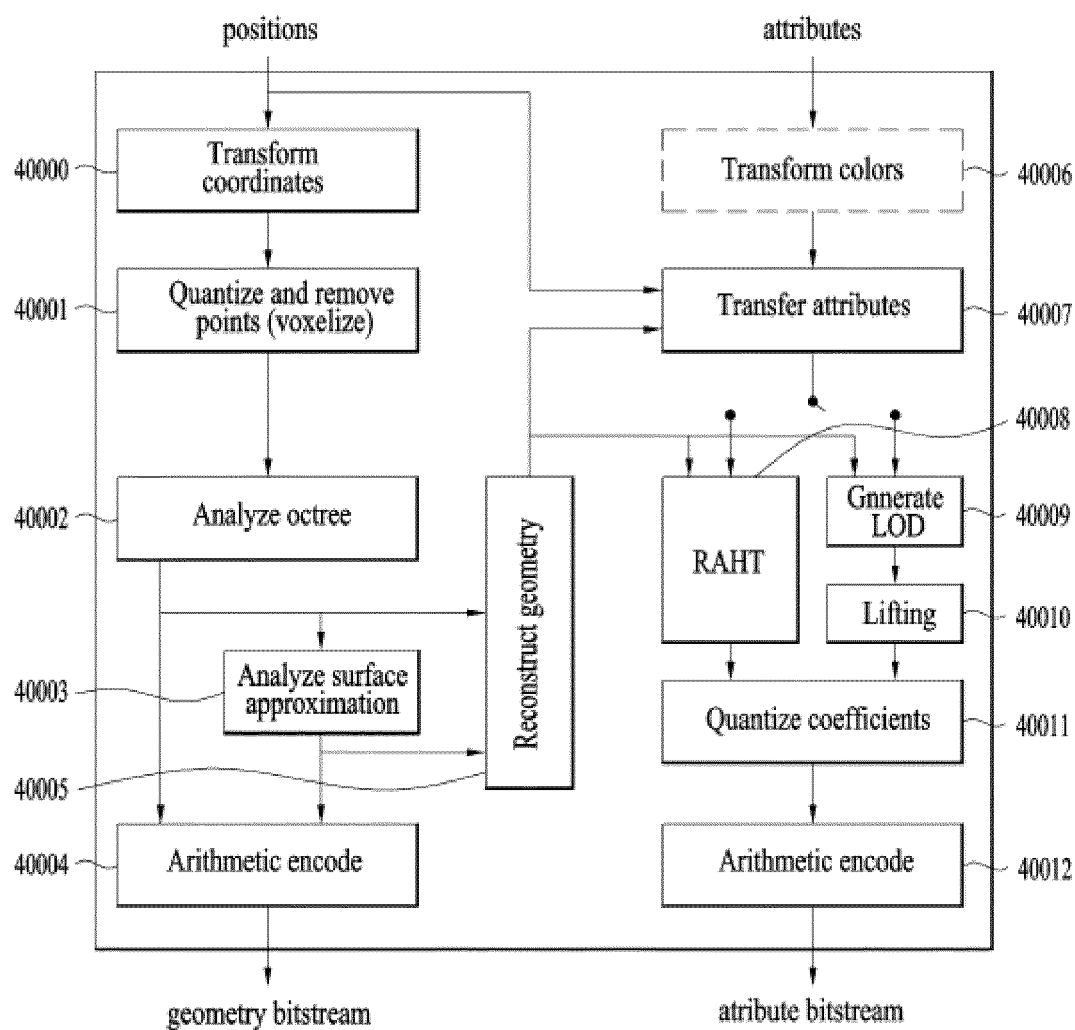 positions
attributes
40000
Transform
coordinates
Transform colors
40006
40001
Quantize and remove
points (voxelize)
Transfer attributes
40007
40008
40002
Analyze octree
Reconstruct geometry
RAHT
Gnnerate
LOD
40009
Lifting
40010
40003
Analyze surface
approximation
Quantize coefficients
40011
40005
40004
Arithmetic encode
Arithmetic encode
40012
geometry bitstream
atribute bitstream